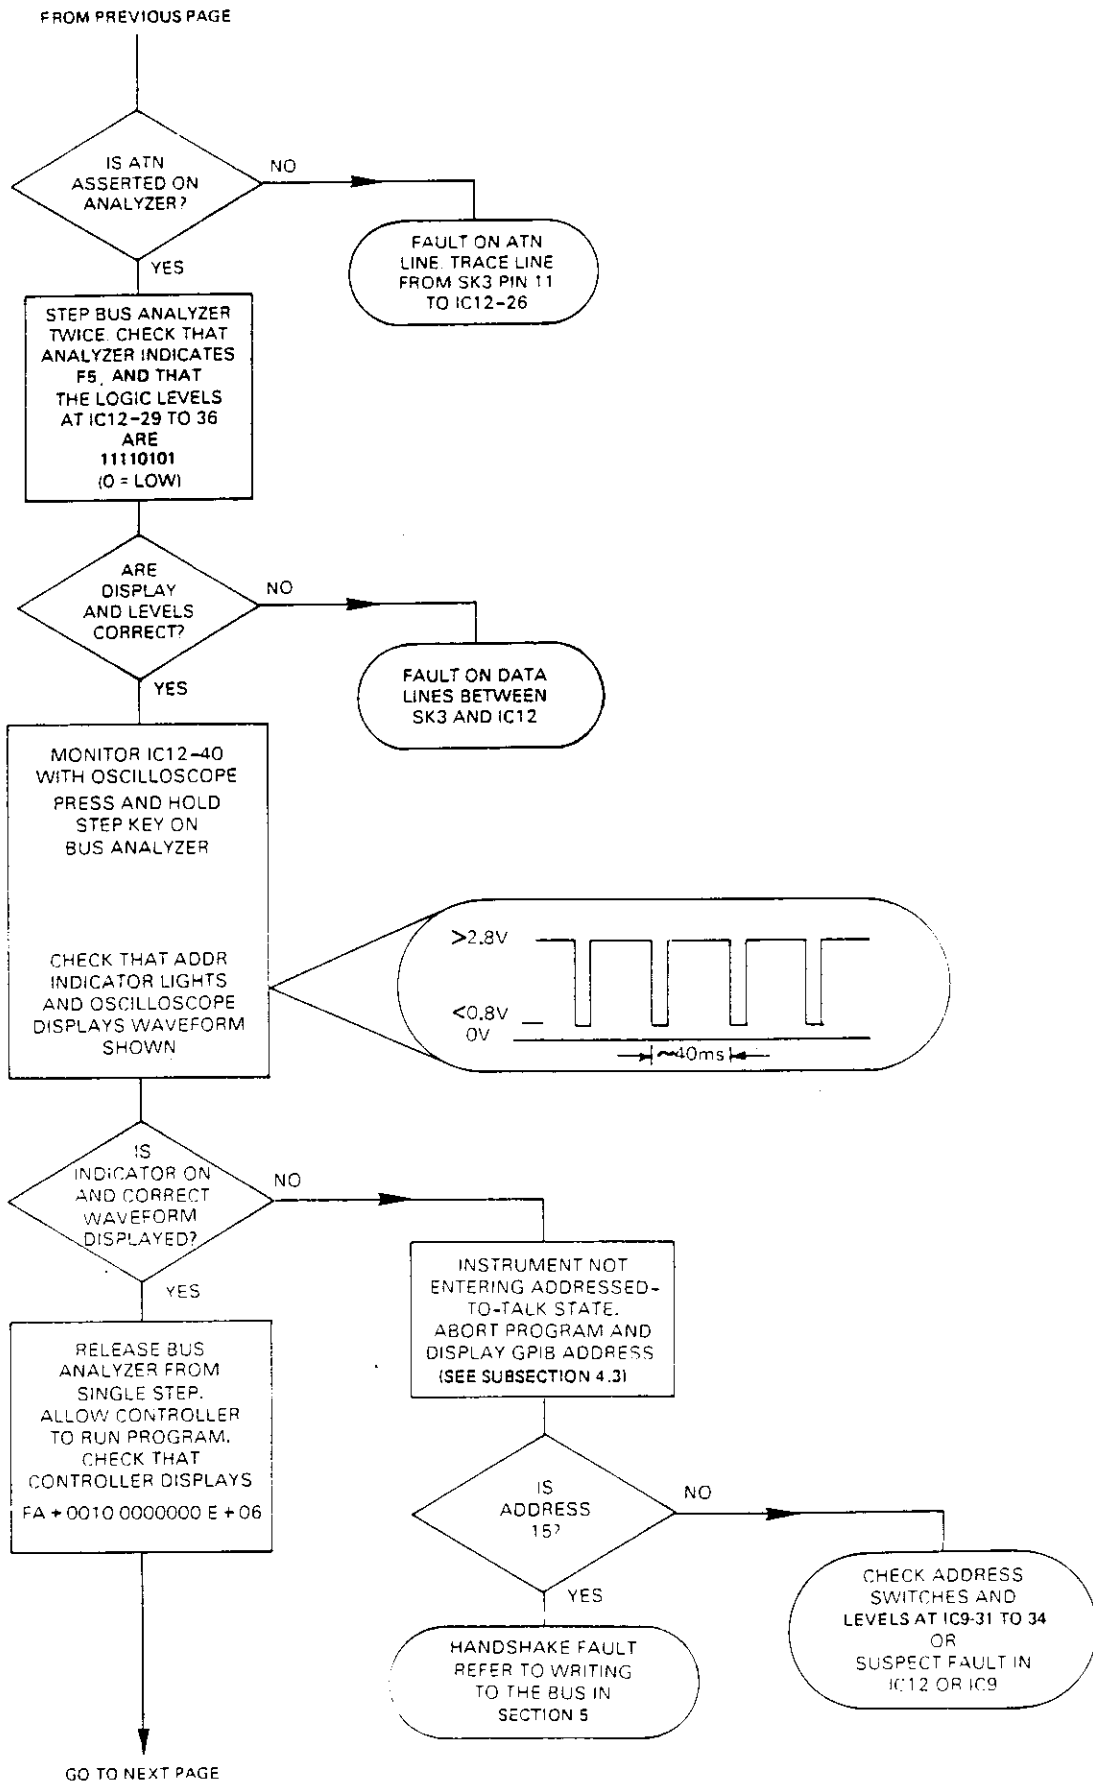 FROM PREVIOUS PAGE
IS ATN
ASSERTED ON
ANALYZER?
NO
FAULT ON ATN
LINE. TRACE LINE
FROM SK3 PIN 11
TO IC12-26
YES
STEP BUS ANALYZER
TWICE. CHECK THAT
ANALYZER INDICATES
F5, AND THAT
THE LOGIC LEVELS
AT IC12-29 TO 36
ARE
11110101
(0 = LOW)
ARE
DISPLAY
AND LEVELS
CORRECT?
NO
FAULT ON DATA
LINES BETWEEN
SK3 AND IC12
YES
MONITOR IC12-40
WITH OSCILLOSCOPE
PRESS AND HOLD
STEP KEY ON
BUS ANALYZER
CHECK THAT ADDR
INDICATOR LIGHTS
AND OSCILLOSCOPE
DISPLAYS WAVEFORM
SHOWN
>2.8V
<0.8V
0V
~40ms
IS
INDICATOR ON
AND CORRECT
WAVEFORM
DISPLAYED?
NO
INSTRUMENT NOT
ENTERING ADDRESSED-
TO-TALK STATE.
ABORT PROGRAM AND
DISPLAY GPIB ADDRESS
(SEE SUBSECTION 4.3)
YES
RELEASE BUS
ANALYZER FROM
SINGLE STEP.
ALLOW CONTROLLER
TO RUN PROGRAM.
CHECK THAT
CONTROLLER DISPLAYS
FA + 0010 0000000 E + 06
IS
ADDRESS
15?
NO
CHECK ADDRESS
SWITCHES AND
LEVELS AT IC9-31 TO 34
OR
SUSPECT FAULT IN
IC12 OR IC9
YES
HANDSHAKE FAULT
REFER TO WRITING
TO THE BUS IN
SECTION 5
GO TO NEXT PAGE